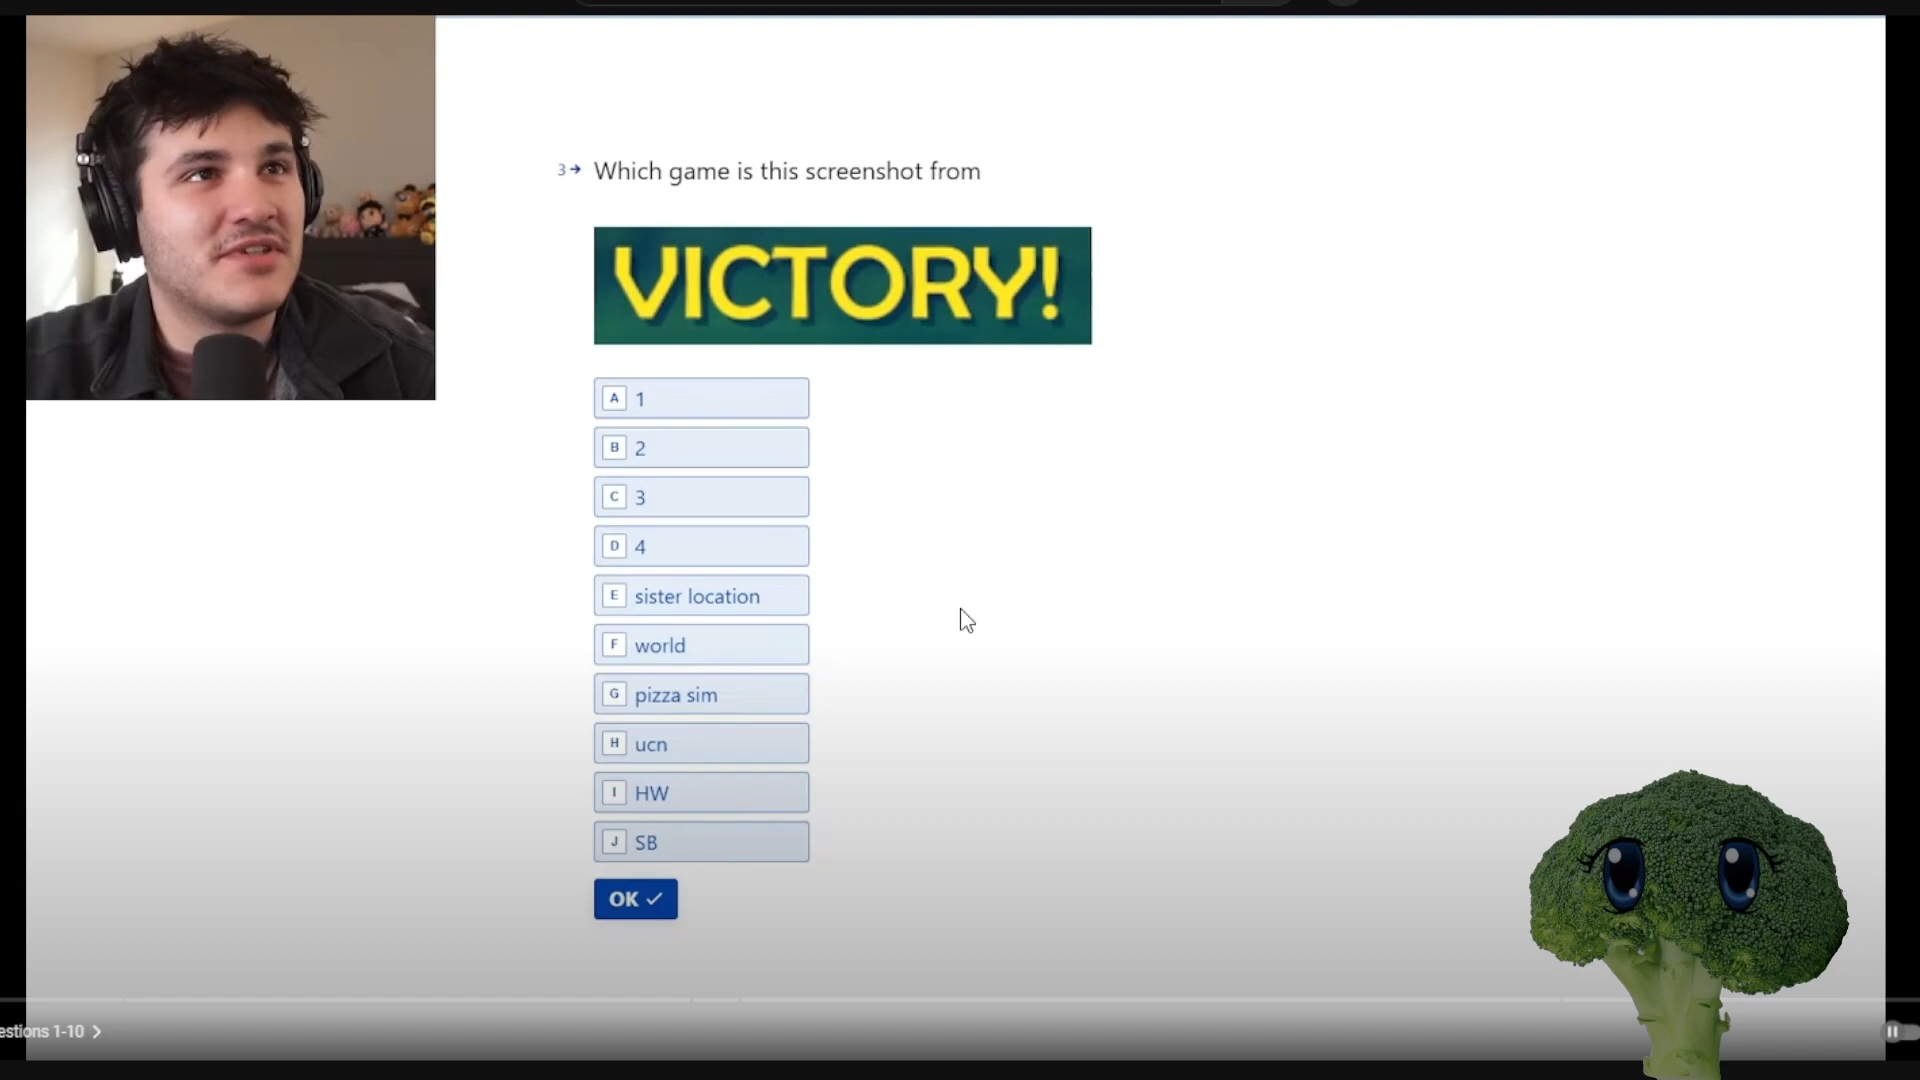 3 Which game is this screenshot from
VICTORY!
A 1
B 2
C 3
D 4
E sister location
F world
G pizza sim
H ucn
I HW
J SB
OK
estions 1-10